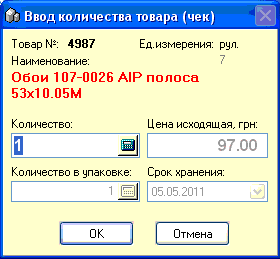 Ввод количества товара (чек)
Товар №: 4987 Ед.измерения: рул.
Наименование: 7
Обои 107-0026 AIP полоса
53x10.05М
Количество: Цена исходящая, грн:
1 97.00
Количество в упаковке: Срок хранения:
1 05.05.2011
OK Отмена